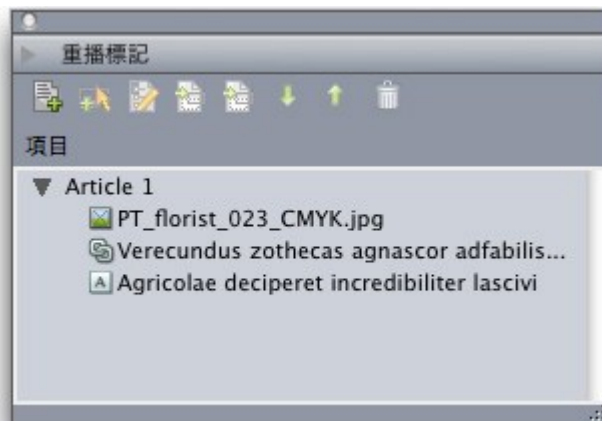 重播標記
項目
Article 1
PT_florist_023_CMYK.jpg
Verecundus zothecas agnascor adfabilis...
A Agricolae deciperet incredibiliter lascivi